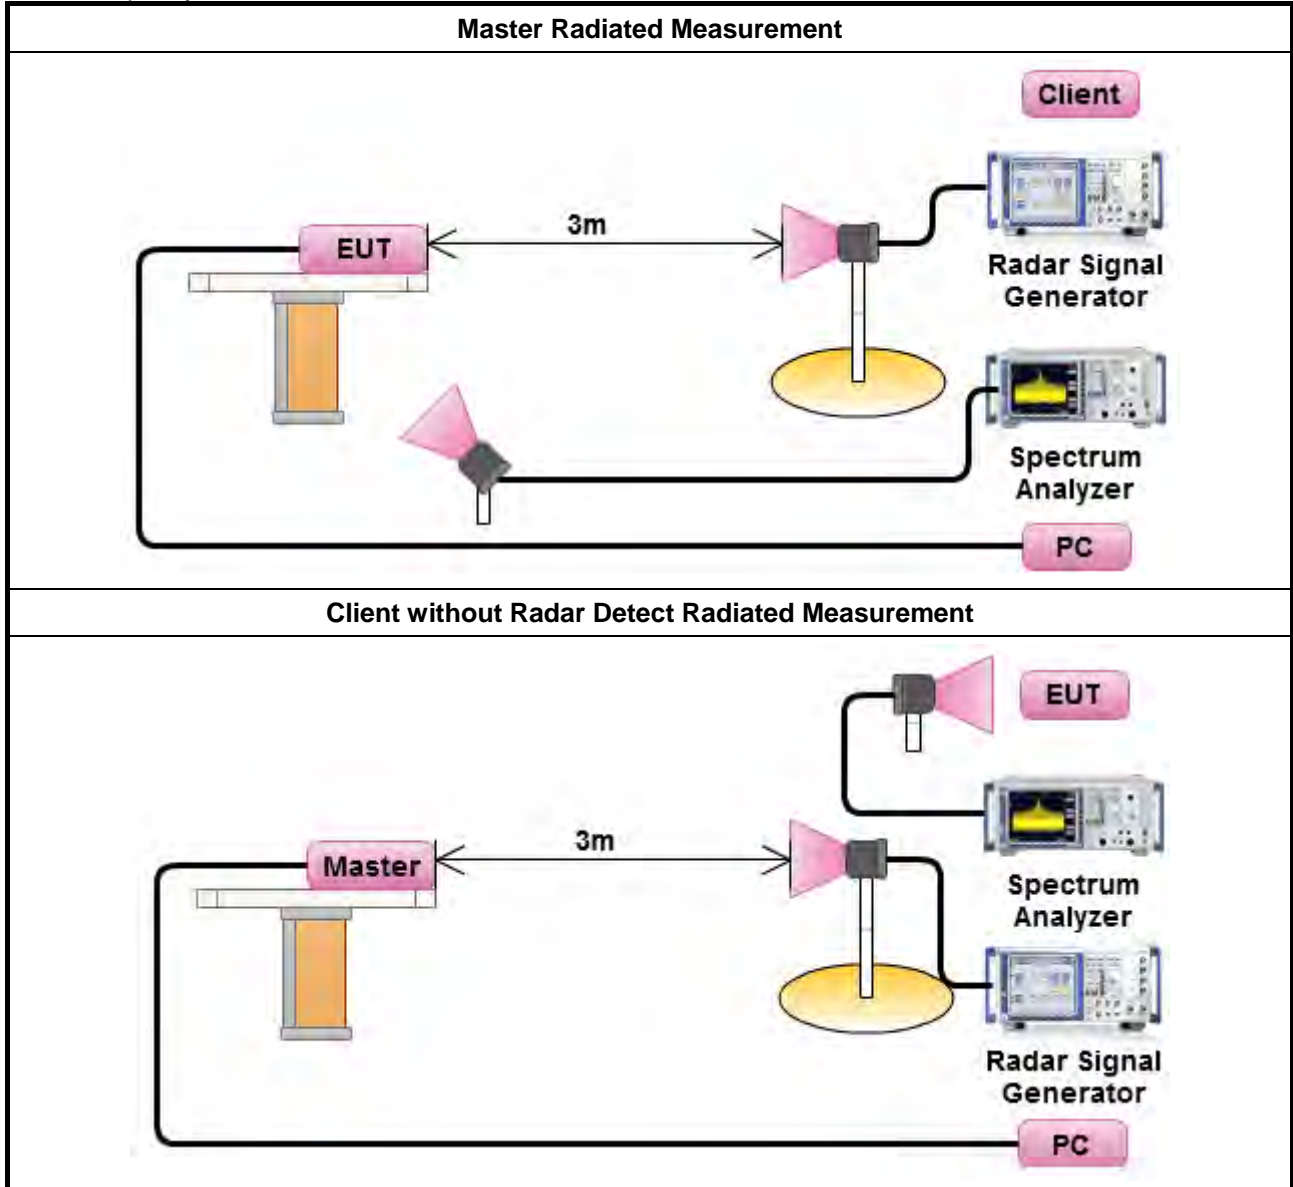 Master Radiated Measurement
Client
3m
EUT
Radar Signal
Generator
Spectrum
Analyzer
PC
Client without Radar Detect Radiated Measurement
EUT
3m
Master
Spectrum
Analyzer
Radar Signal
Generator
PC